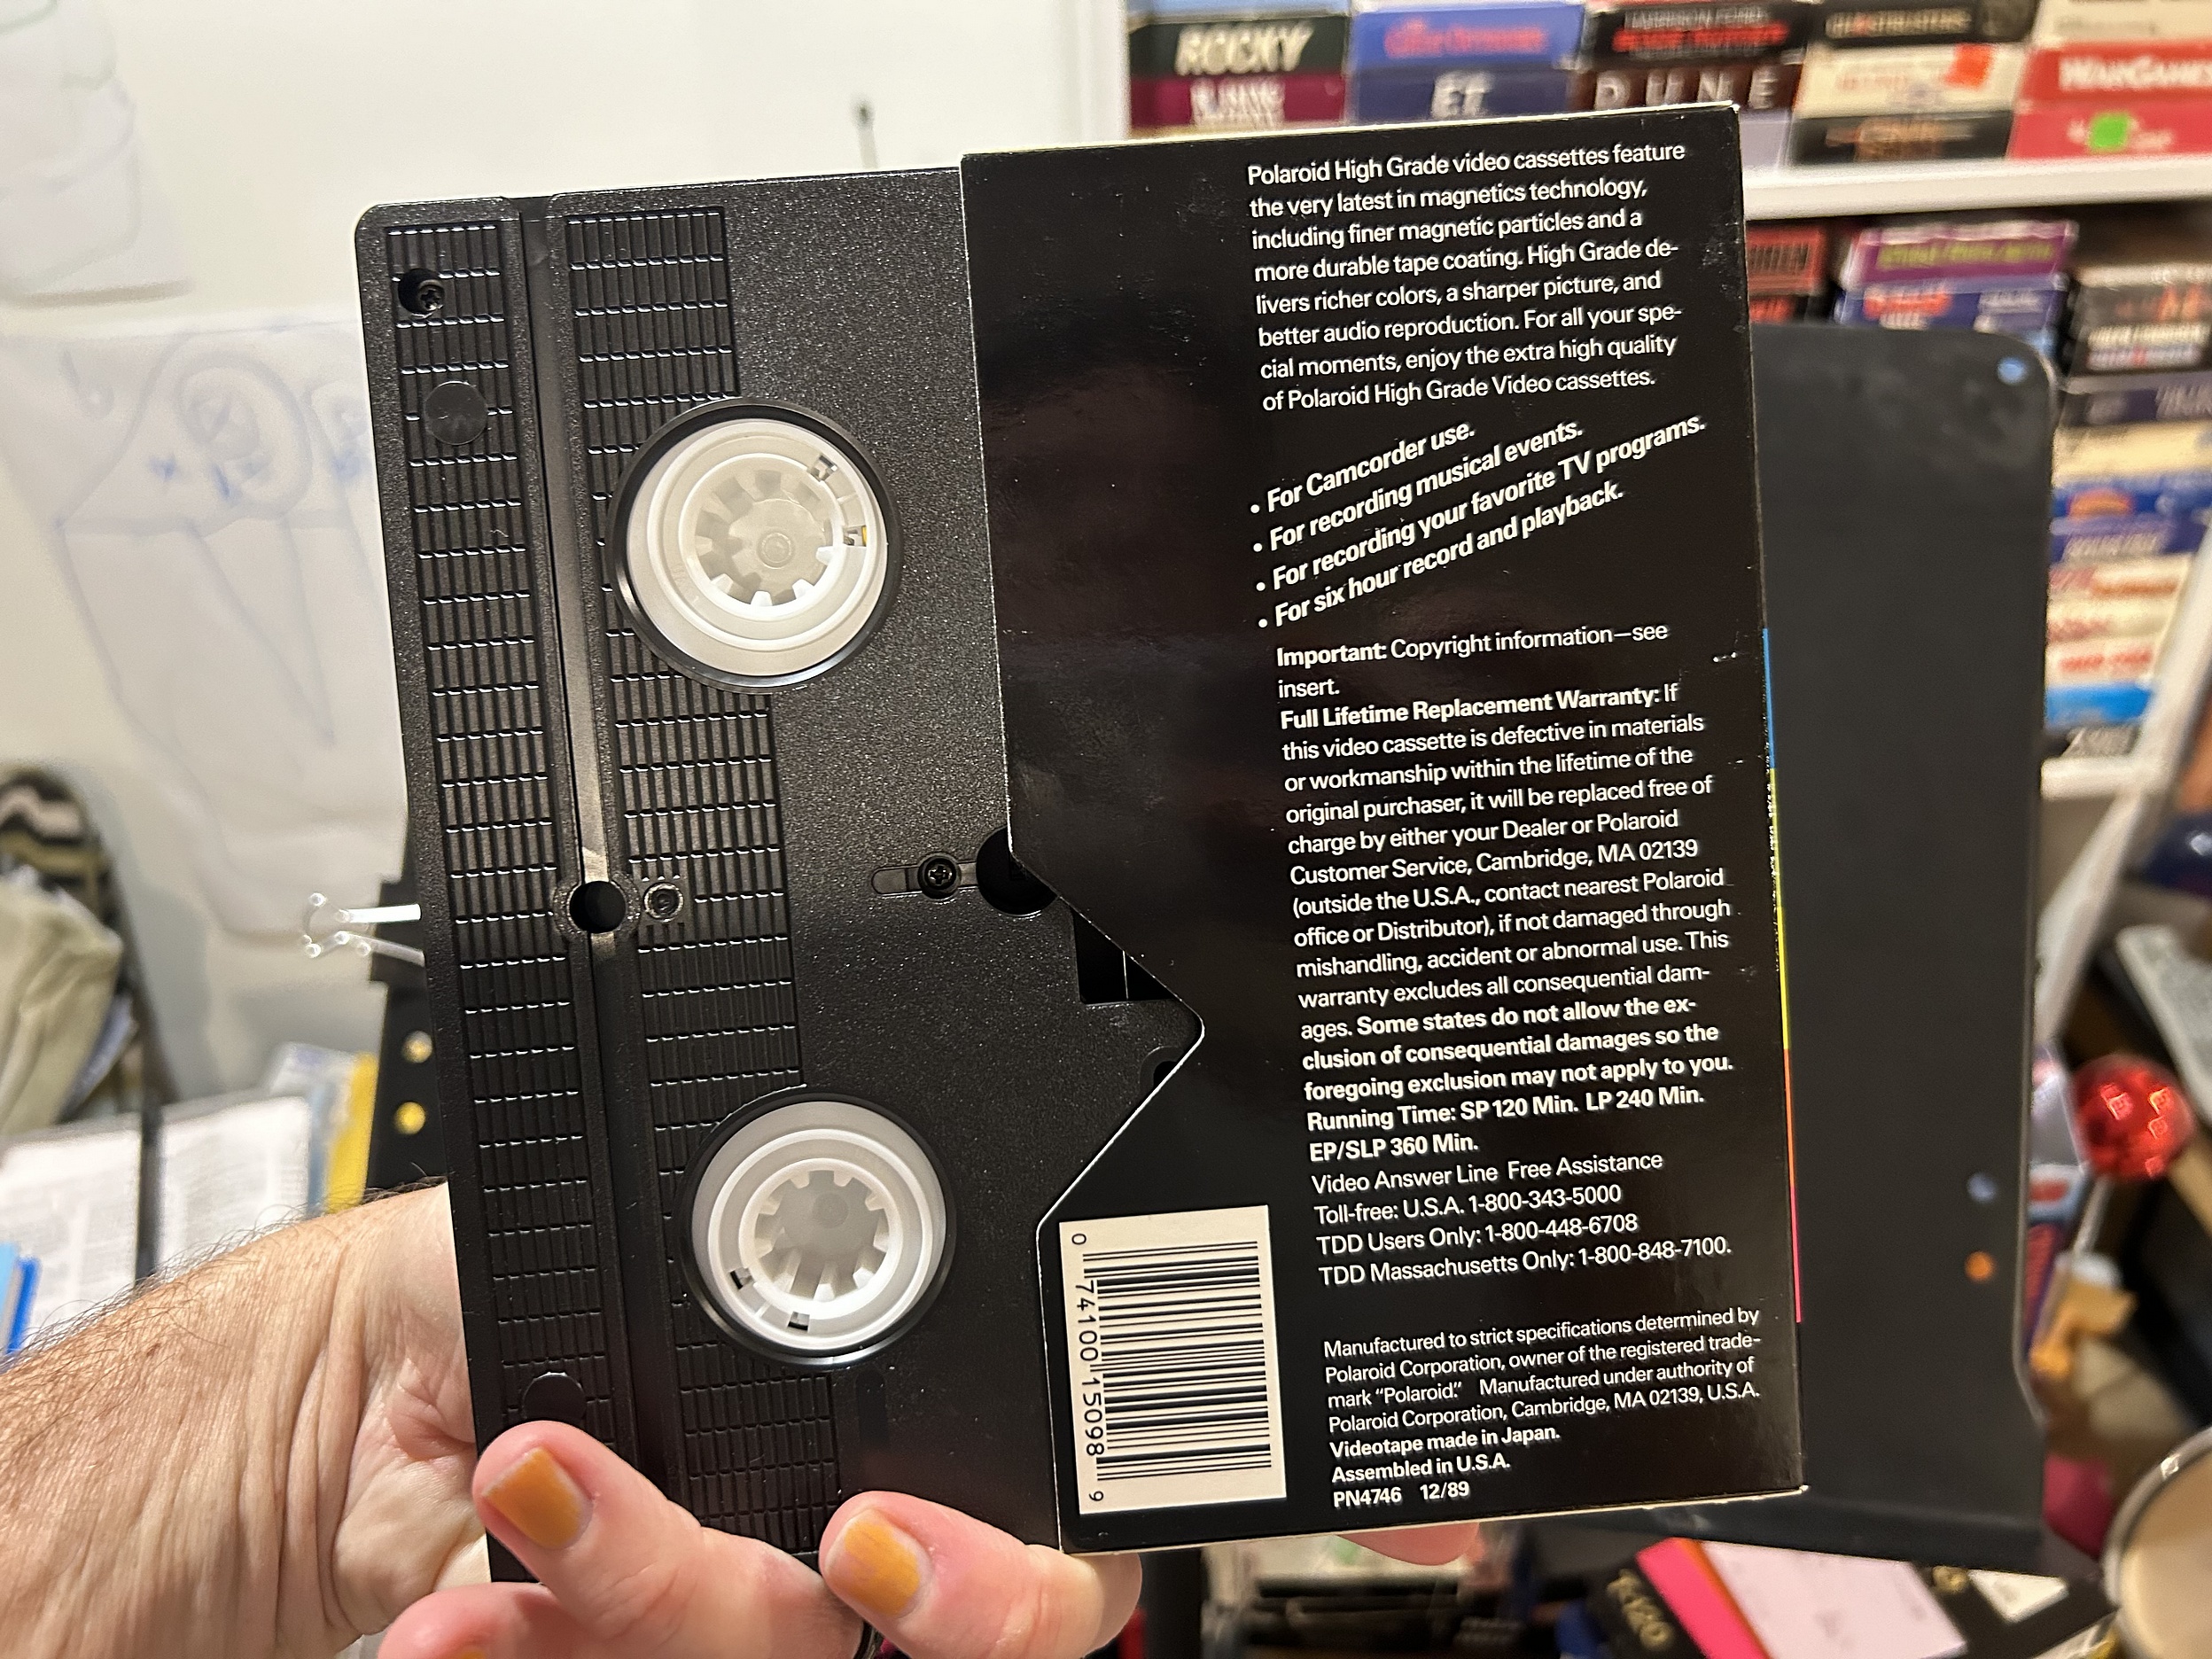 ROCKY
ET
DUNE
GHOSTBUSTERS
WARGAMES
Polaroid High Grade video cassettes feature
the very latest in magnetics technology,
including finer magnetic particles and a
more durable tape coating. High Grade de-
livers richer colors, a sharper picture, and
better audio reproduction. For all your spe-
cial moments, enjoy the extra high quality
of Polaroid High Grade Video cassettes.
• For Camcorder use.
• For recording musical events.
• For recording your favorite TV programs.
• For six hour record and playback.
Important: Copyright information—see
insert.
Full Lifetime Replacement Warranty: If
this video cassette is defective in materials
or workmanship within the lifetime of the
original purchaser, it will be replaced free of
charge by either your Dealer or Polaroid
Customer Service, Cambridge, MA 02139
(outside the U.S.A., contact nearest Polaroid
office or Distributor), if not damaged through
mishandling, accident or abnormal use. This
warranty excludes all consequential dam-
ages. Some states do not allow the ex-
clusion of consequential damages so the
foregoing exclusion may not apply to you.
Running Time: SP 120 Min. LP 240 Min.
EP/SLP 360 Min.
Video Answer Line Free Assistance
Toll-free: U.S.A. 1-800-343-5000
TDD Users Only: 1-800-448-6708
TDD Massachusetts Only: 1-800-848-7100.
Manufactured to strict specifications determined by
Polaroid Corporation, owner of the registered trade-
mark “Polaroid.” Manufactured under authority of
Polaroid Corporation, Cambridge, MA 02139, U.S.A.
Videotape made in Japan.
Assembled in U.S.A.
PN4746 12/89
0 74100 15098 9
T-120